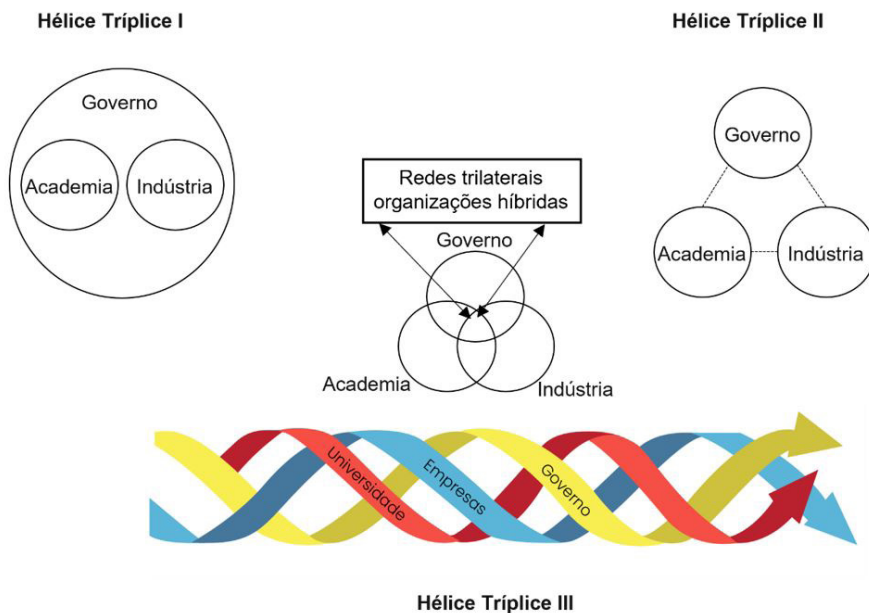 Hélice Tríplice I
Governo
Academia
Indústria
Redes trilaterais
organizações híbridas
Governo
Academia
Indústria
Hélice Tríplice II
Governo
Academia
Indústria
Universidade
Empresas
Governo
Hélice Tríplice III